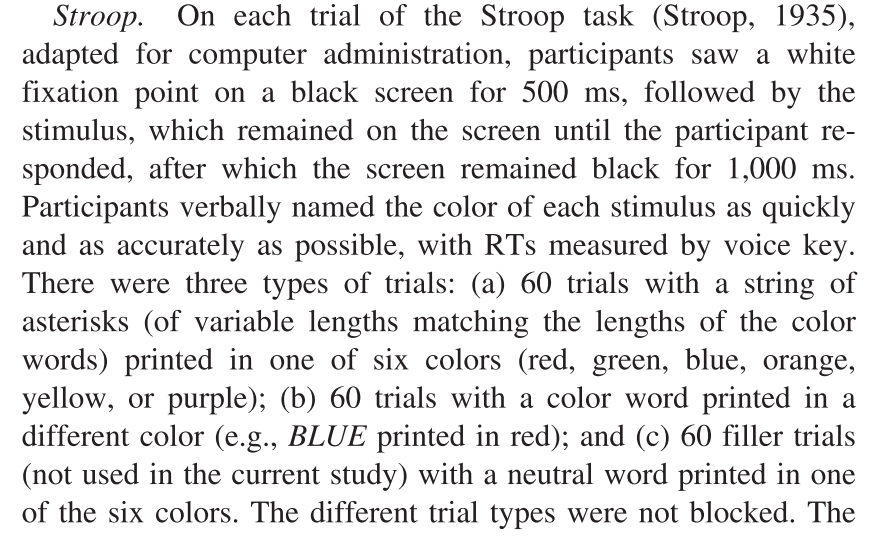 Stroop. On each trial of the Stroop task (Stroop, 1935),
adapted for computer administration, participants saw a white
fixation point on a black screen for 500 ms, followed by the
stimulus, which remained on the screen until the participant re-
sponded, after which the screen remained black for 1,000 ms.
Participants verbally named the color of each stimulus as quickly
and as accurately as possible, with RTs measured by voice key.
There were three types of trials: (a) 60 trials with a string of
asterisks (of variable lengths matching the lengths of the color
words) printed in one of six colors (red, green, blue, orange,
yellow, or purple); (b) 60 trials with a color word printed in a
different color (e.g., BLUE printed in red); and (c) 60 filler trials
(not used in the current study) with a neutral word printed in one
of the six colors. The different trial types were not blocked. The